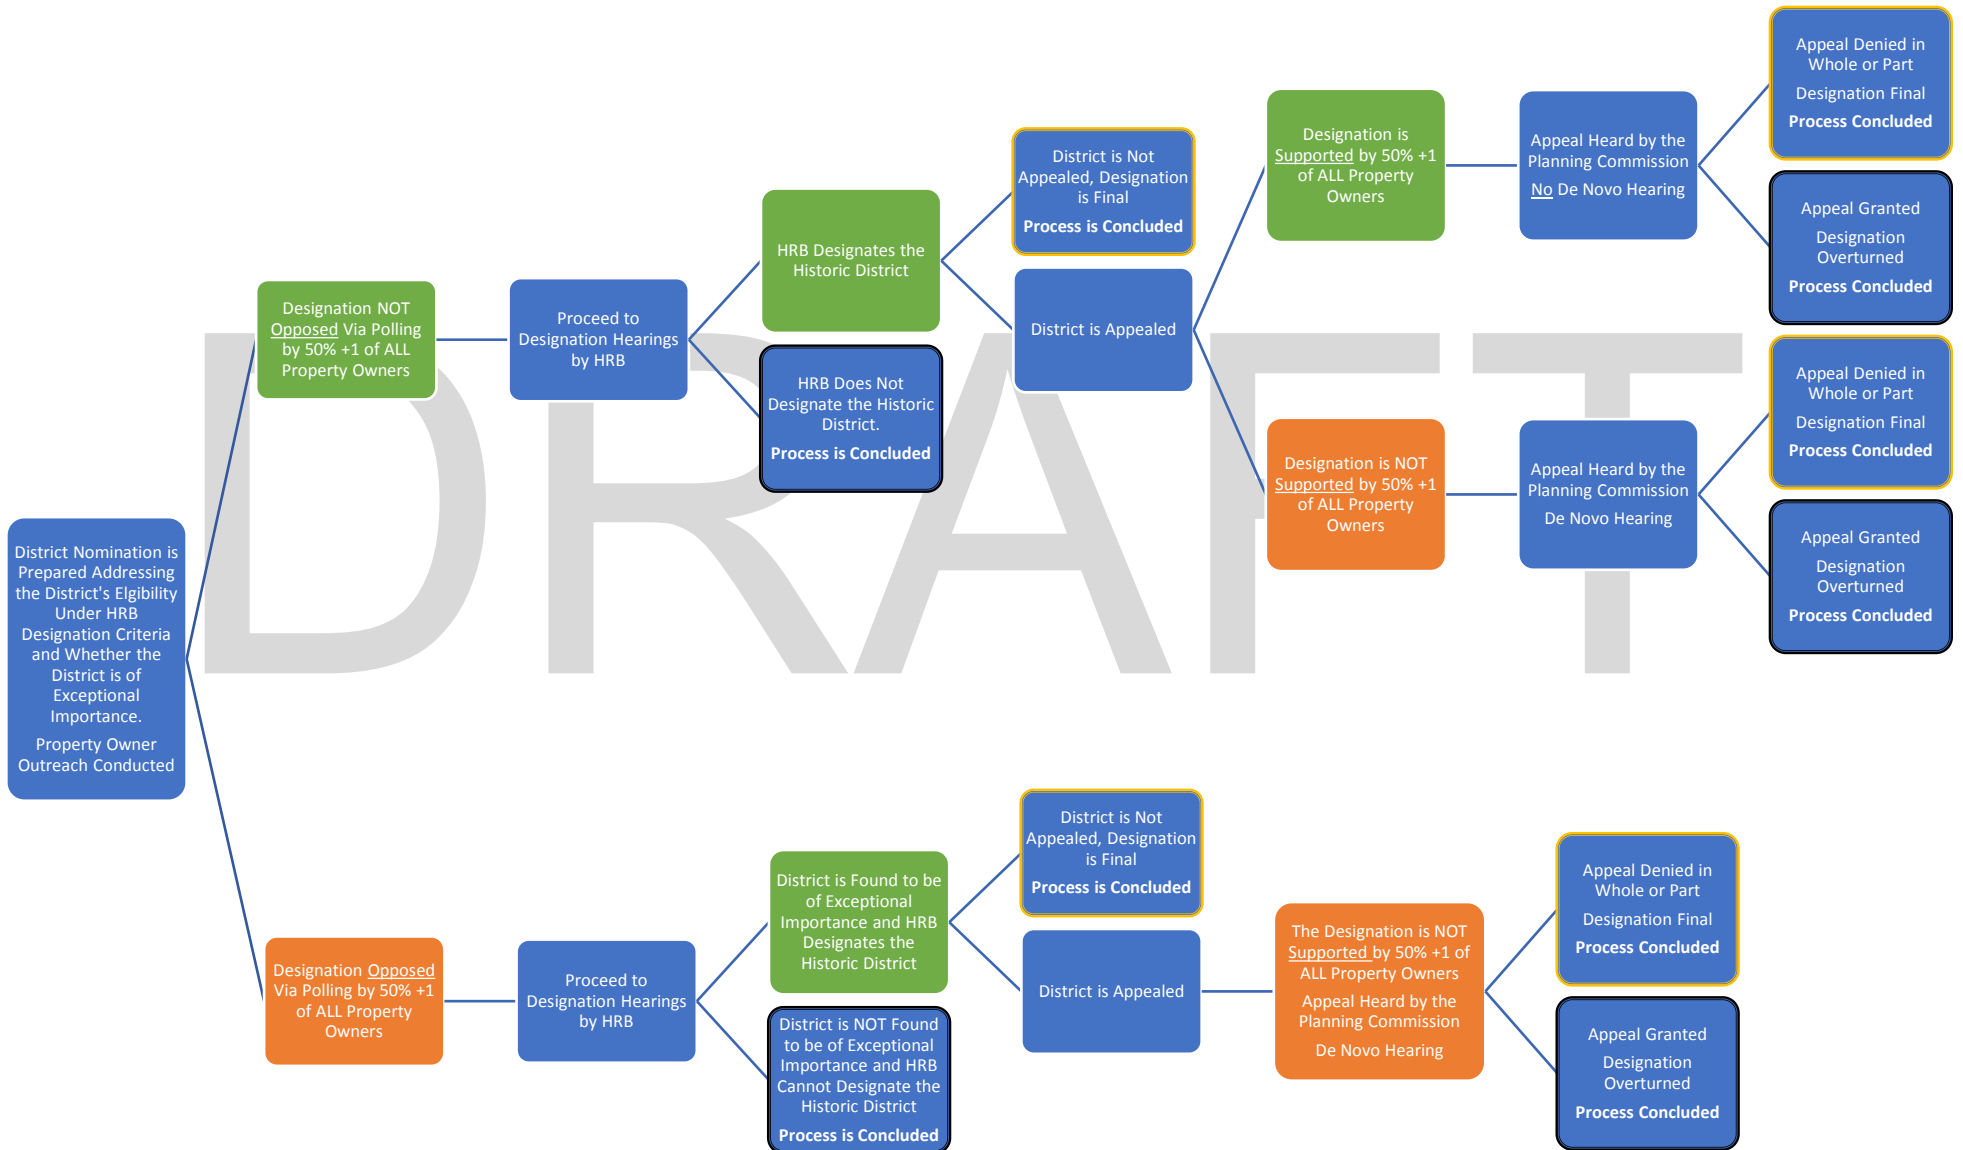 District Nomination is
Prepared Addressing
the District's Elgibility
Under HRB
Designation Criteria
and Whether the
District is of
Exceptional
Importance.
Property Owner
Outreach Conducted
Designation NOT
Opposed Via Polling
by 50% +1 of ALL
Property Owners
Proceed to
Designation Hearings
by HRB
HRB Designates the
Historic District
District is Not
Appealed, Designation
is Final
Process is Concluded
District is Appealed
Designation is
Supported by 50% +1
of ALL Property
Owners
Appeal Heard by the
Planning Commission
No De Novo Hearing
Appeal Denied in
Whole or Part
Designation Final
Process Concluded
Appeal Granted
Designation
Overturned
Process Concluded
Designation is NOT
Supported by 50% +1
of ALL Property
Owners
Appeal Heard by the
Planning Commission
De Novo Hearing
Appeal Denied in
Whole or Part
Designation Final
Process Concluded
Appeal Granted
Designation
Overturned
Process Concluded
HRB Does Not
Designate the Historic
District.
Process is Concluded
DRAFT
Designation Opposed
Via Polling by 50% +1
of ALL Property
Owners
Proceed to
Designation Hearings
by HRB
District is Found to be
of Exceptional
Importance and HRB
Designates the
Historic District
District is Not
Appealed, Designation
is Final
Process is Concluded
District is Appealed
The Designation is NOT
Supported by 50% +1 of
ALL Property Owners
Appeal Heard by the
Planning Commission
De Novo Hearing
Appeal Denied in
Whole or Part
Designation Final
Process Concluded
Appeal Granted
Designation
Overturned
Process Concluded
District is NOT Found
to be of Exceptional
Importance and HRB
Cannot Designate the
Historic District
Process is Concluded